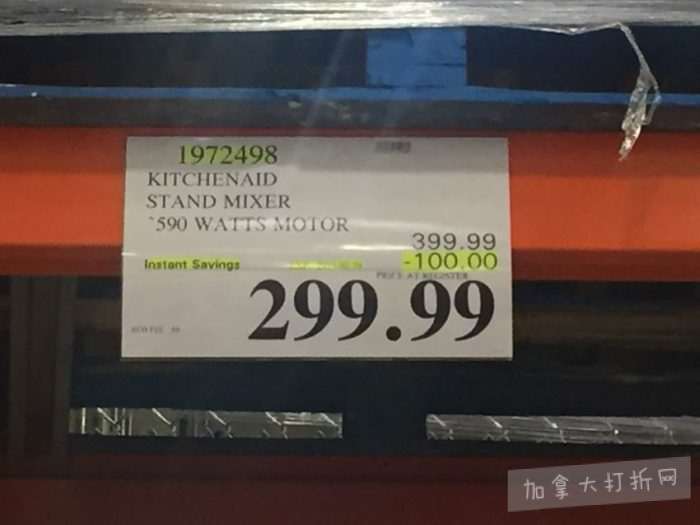 1972498
KITCHENAID
STAND MIXER
`590 WATTS MOTOR
399.99
Instant Savings -100.00
PRICE AT REGISTER
299.99
加拿大打折网